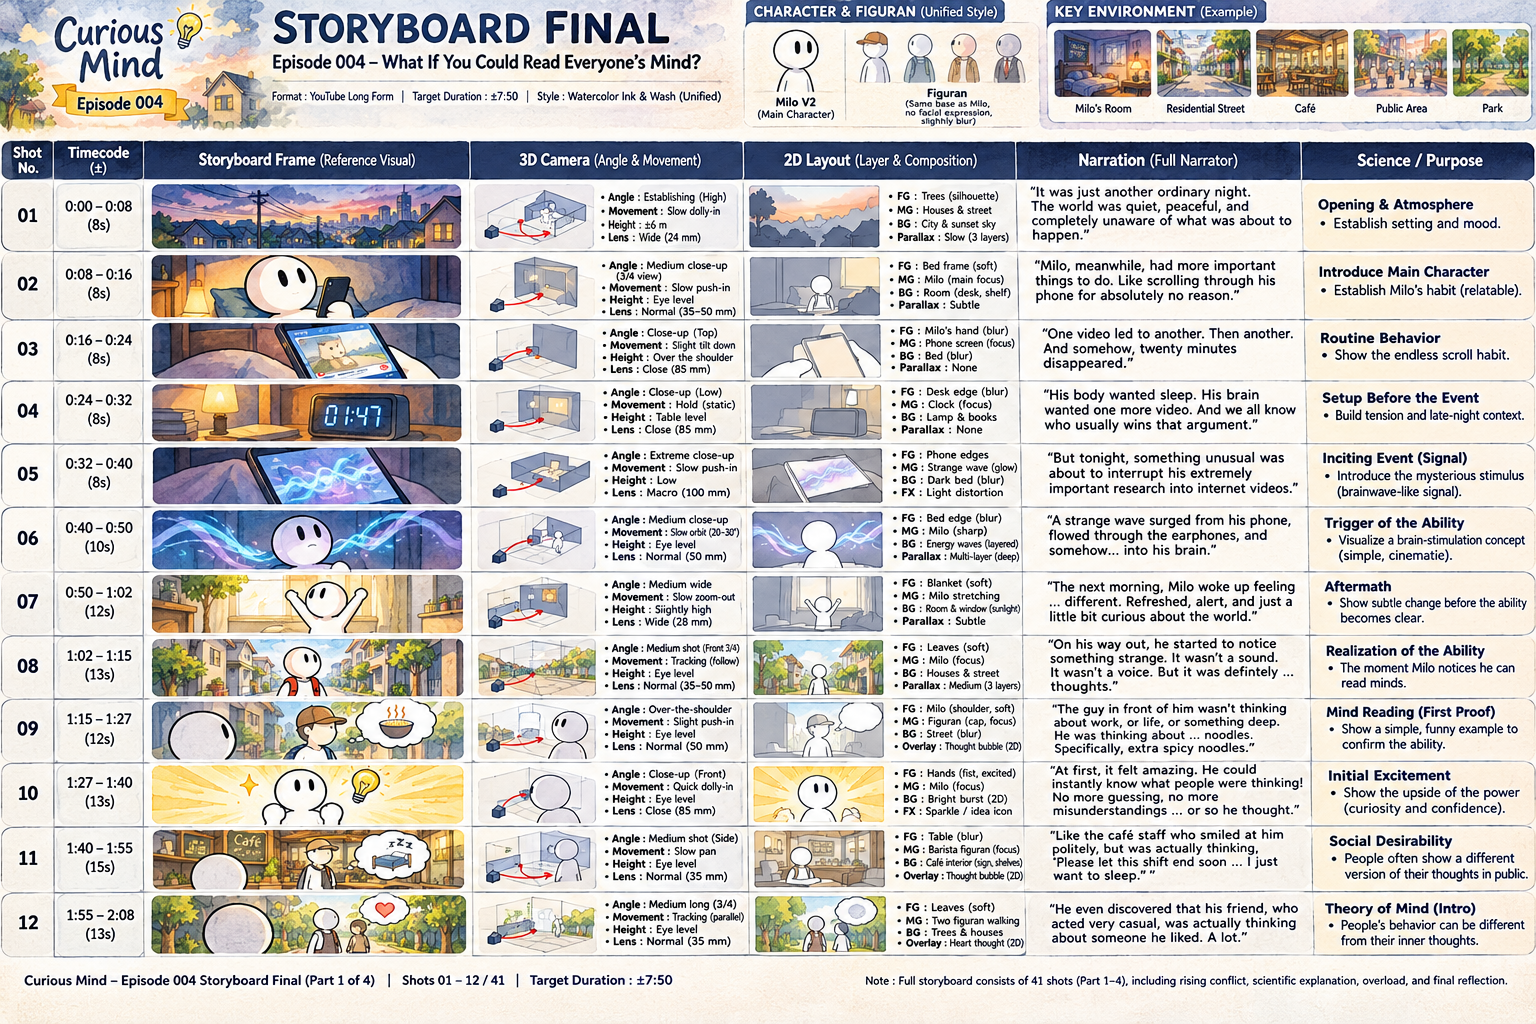 Curious
Mind
Episode 004
STORYBOARD FINAL
Episode 004 – What If You Could Read Everyone's Mind?
Format : YouTube Long Form | Target Duration : ±7:50 | Style : Watercolor Ink & Wash (Unified)
CHARACTER & FIGURAN (Unified Style)
Milo V2
(Main Character)
Figuran
(Same base as Milo,
no facial expression,
slighhly blur)
KEY ENVIRONMENT (Example)
Milo's Room
Residential Street
Café
Public Area
Park
Shot No.
Timecode (±)
Storyboard Frame (Reference Visual)
3D Camera (Angle & Movement)
2D Layout (Layer & Composition)
Narration (Full Narrator)
Science / Purpose
01
0:00 – 0:08
(8s)
• Angle : Establishing (High)
• Movement : Slow dolly-in
• Height : ±6 m
• Lens : Wide (24 mm)
• FG : Trees (silhouette)
• MG : Houses & street
• BG : City & sunset sky
• Parallax : Slow (3 layers)
"It was just another ordinary night.
The world was quiet, peaceful, and
completely unaware of what was about to
happen."
Opening & Atmosphere
• Establish setting and mood.
02
0:08 – 0:16
(8s)
• Angle : Medium close-up
(3/4 view)
• Movement : Slow push-in
• Height : Eye level
• Lens : Normal (35–50 mm)
• FG : Bed frame (soft)
• MG : Milo (main focus)
• BG : Room (desk, shelf)
• Parallax : Subtle
"Milo, meanwhile, had more important
things to do. Like scrolling through his
phone for absolutely no reason."
Introduce Main Character
• Establish Milo's habit (relatable).
03
0:16 – 0:24
(8s)
• Angle : Close-up (Top)
• Movement : Slight tilt down
• Height : Over the shoulder
• Lens : Close (85 mm)
• FG : Milo's hand (blur)
• MG : Phone screen (focus)
• BG : Bed (blur)
• Parallax : None
"One video led to another. Then another.
And somehow, twenty minutes
disappeared."
Routine Behavior
• Show the endless scroll habit.
04
0:24 – 0:32
(8s)
01:47
• Angle : Close-up (Low)
• Movement : Hold (static)
• Height : Table level
• Lens : Close (85 mm)
• FG : Desk edge (blur)
• MG : Clock (focus)
• BG : Lamp & books
• Parallax : None
"His body wanted sleep. His brain
wanted one more video. And we all know
who usually wins that argument."
Setup Before the Event
• Build tension and late-night context.
05
0:32 – 0:40
(8s)
• Angle : Extreme close-up
• Movement : Slow push-in
• Height : Low
• Lens : Macro (100 mm)
• FG : Phone edges
• MG : Strange wave (glow)
• BG : Dark bed (blur)
• FX : Light distortion
"But tonight, something unusual was
about to interrupt his extremely
important research into internet videos."
Inciting Event (Signal)
• Introduce the mysterious stimulus
(brainwave-like signal).
06
0:40 – 0:50
(10s)
• Angle : Medium close-up
• Movement : Slow orbit (20–30°)
• Height : Eye level
• Lens : Normal (50 mm)
• FG : Bed edge (blur)
• MG : Milo (sharp)
• BG : Energy waves (layered)
• Parallax : Multi-layer (deep)
"A strange wave surged from his phone,
flowed through the earphones, and
somehow... into his brain."
Trigger of the Ability
• Visualize a brain-stimulation concept
(simple, cinematie).
07
0:50 – 1:02
(12s)
• Angle : Medium wide
• Movement : Slow zoom-out
• Height : Siightly high
• Lens : Wide (28 mm)
• FG : Blanket (soft)
• MG : Milo stretching
• BG : Room & window (sunlight)
• Parallax : Subtle
"The next morning, Milo woke up feeling
... different. Refreshed, alert, and just a
little bit curious about the world."
Aftermath
• Show subtle change before the ability
becomes clear.
08
1:02 – 1:15
(13s)
• Angle : Medium shot (Front 3/4)
• Movement : Tracking (follow)
• Height : Eye level
• Lens : Normal (35–50 mm)
• FG : Leaves (soft)
• MG : Milo (focus)
• BG : Houses & street
• Parallax : Medium (3 layers)
"On his way out, he started to notice
something strange. It wasn't a sound.
It wasn't a voice. But it was defintely ...
thoughts."
Realization of the Ability
• The moment Milo notices he can
read minds.
09
1:15 – 1:27
(12s)
• Angle : Over-the-shoulder
• Movement : Slight push-in
• Height : Eye level
• Lens : Normal (50 mm)
• FG : Milo (shoulder, soft)
• MG : Figuran (cap, focus)
• BG : Street (blur)
• Overlay : Thought bubble (2D)
"The guy in front of him wasn't thinking
about work, or life, or something deep.
He was thinking about ... noodles.
Specifically, extra spicy noodles."
Mind Reading (First Proof)
• Show a simple, funny example to
confirm the ability.
10
1:27 – 1:40
(13s)
• Angle : Close-up (Front)
• Movement : Quick dolly-in
• Height : Eye level
• Lens : Close (85 mm)
• FG : Hands (fist, excited)
• MG : Milo (focus)
• BG : Bright burst (2D)
• FX : Sparkle / idea icon
"At first, it felt amazing. He could
instantly know what people were thinking!
No more guessing, no more
misunderstandings ... or so he thought."
Initial Excitement
• Show the upside of the power
(curiosity and confidence).
11
1:40 – 1:55
(15s)
Café
zZZ
• Angle : Medium shot (Side)
• Movement : Slow pan
• Height : Eye level
• Lens : Normal (35 mm)
• FG : Table (blur)
• MG : Barista figuran (focus)
• BG : Café interior (sign, shelves)
• Overlay : Thought bubble (2D)
"Like the café staff who smiled at him
politely, but was actually thinking,
"Please let this shift end soon ... I just
want to sleep." "
Social Desirability
• People often show a different
version of their thoughts in public.
12
1:55 – 2:08
(13s)
• Angle : Medium long (3/4)
• Movement : Tracking (parallel)
• Height : Eye level
• Lens : Normal (35 mm)
• FG : Leaves (soft)
• MG : Two figuran walking
• BG : Trees & houses
• Overlay : Heart thought (2D)
"He even discovered that his friend, who
acted very casual, was actually thinking
about someone he liked. A lot."
Theory of Mind (Intro)
• People's behavior can be different
from their inner thoughts.
Curious Mind – Episode 004 Storyboard Final (Part 1 of 4) | Shots 01 – 12 / 41 | Target Duration : ±7:50
Note : Full storyboard consists of 41 shots (Part 1–4), including rising conflict, scientific explanation, overload, and final reflection.